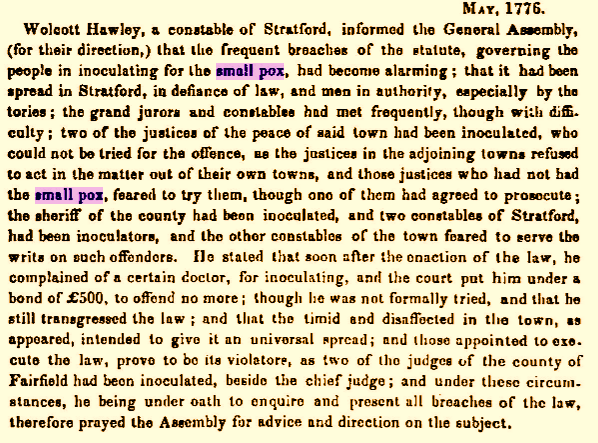 MAY, 1776.
Wolcott Hawley, a constable of Stratford, informed the General Assembly,
(for their direction,) that the frequent breaches of the statute, governing the
people in inoculating for the small pox, had become alarming; that it had been
spread in Stratford, in defiance of law, and men in authority, especially by the
tories; the grand jurors and constables had met frequently, though with diffi-
culty; two of the justices of the peace of said town had been inoculated, who
could not be tried for the offence, as the justices in the adjoining towns refused
to act in the matter out of their own towns, and those justices who had not had
the small pox, feared to try them, though one of them had agreed to prosecute;
the sheriff of the county had been inoculated, and two constables of Stratford,
had been inoculators, and the other constables of the town feared to serve the
writs on such offenders. He stated that soon after the enaction of the law, he
complained of a certain doctor, for inoculating, and the court put him under a
bond of £500, to offend no more; though he was not formally tried, and that he
still transgressed the law; and that the timid and disaffected in the town, as
appeared, intended to give it an universal spread; and those appointed to exe-
cute the law, prove to be its violators, as two of the judges of the county of
Fairfield had been inoculated, beside the chief judge; and under these circum-
stances, he being under oath to enquire and present all breaches of the law,
therefore prayed the Assembly for advice and direction on the subject.